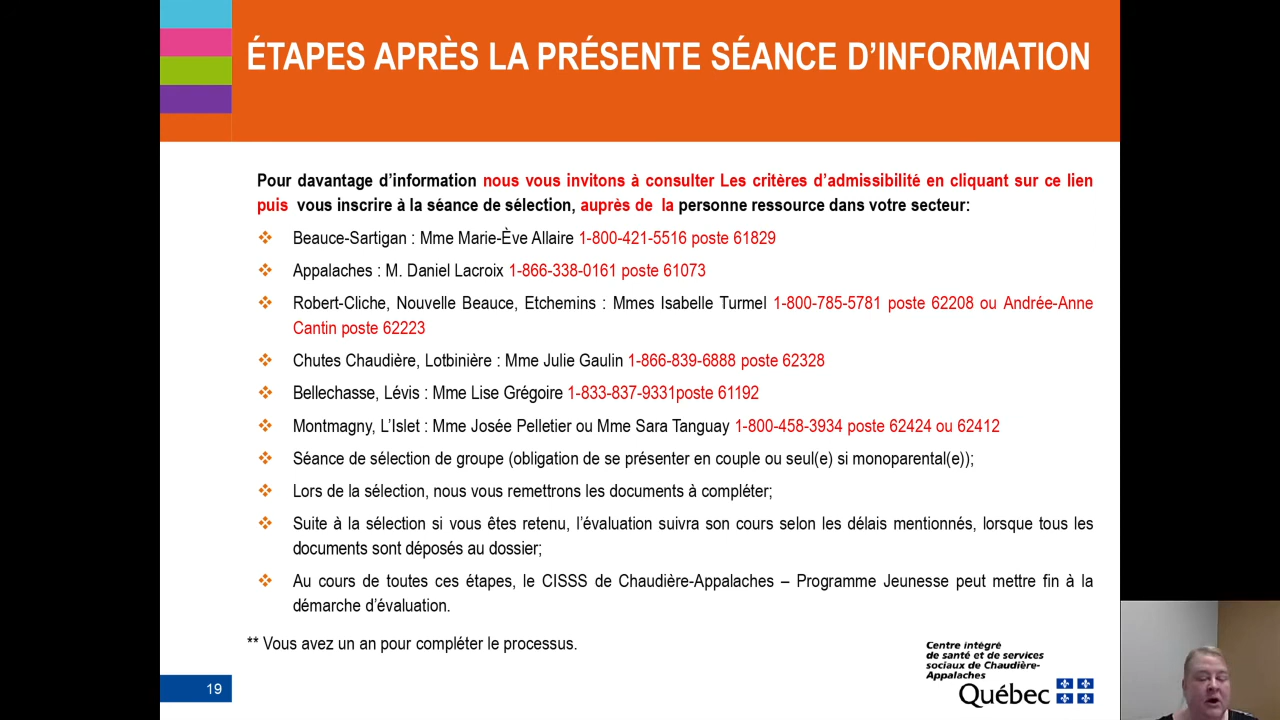 ÉTAPES APRÈS LA PRÉSENTE SÉANCE D’INFORMATION
Pour davantage d’information nous vous invitons à consulter Les critères d’admissibilité en cliquant sur ce lien
puis vous inscrire à la séance de sélection, auprès de la personne ressource dans votre secteur:
❖ Beauce-Sartigan : Mme Marie-Ève Allaire 1-800-421-5516 poste 61829
❖ Appalaches : M. Daniel Lacroix 1-866-338-0161 poste 61073
❖ Robert-Cliche, Nouvelle Beauce, Etchemins : Mmes Isabelle Turmel 1-800-785-5781 poste 62208 ou Andrée-Anne
Cantin poste 62223
❖ Chutes Chaudière, Lotbinière : Mme Julie Gaulin 1-866-839-6888 poste 62328
❖ Bellechasse, Lévis : Mme Lise Grégoire 1-833-837-9331poste 61192
❖ Montmagny, L’Islet : Mme Josée Pelletier ou Mme Sara Tanguay 1-800-458-3934 poste 62424 ou 62412
❖ Séance de sélection de groupe (obligation de se présenter en couple ou seul(e) si monoparental(e));
❖ Lors de la sélection, nous vous remettrons les documents à compléter;
❖ Suite à la sélection si vous êtes retenu, l’évaluation suivra son cours selon les délais mentionnés, lorsque tous les
documents sont déposés au dossier;
❖ Au cours de toutes ces étapes, le CISSS de Chaudière-Appalaches – Programme Jeunesse peut mettre fin à la
démarche d’évaluation.
** Vous avez un an pour compléter le processus.
19
Centre intégré
de santé et de services
sociaux de Chaudière-
Appalaches
Québec